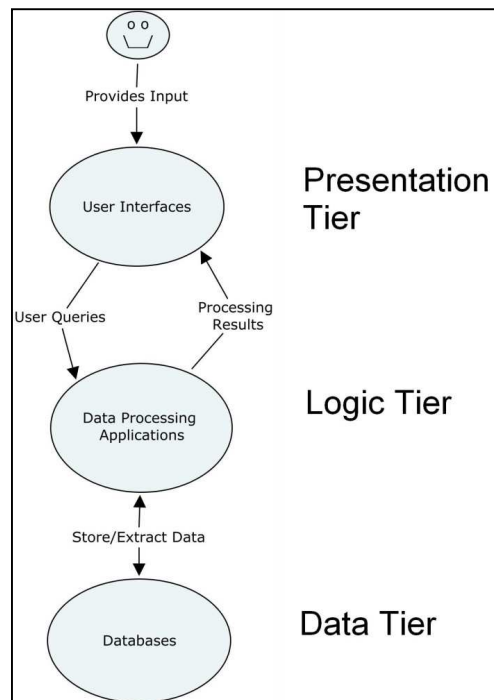 Provides Input
User Interfaces
Presentation
Tier
User Queries
Processing
Results
Data Processing
Applications
Logic Tier
Store/Extract Data
Databases
Data Tier